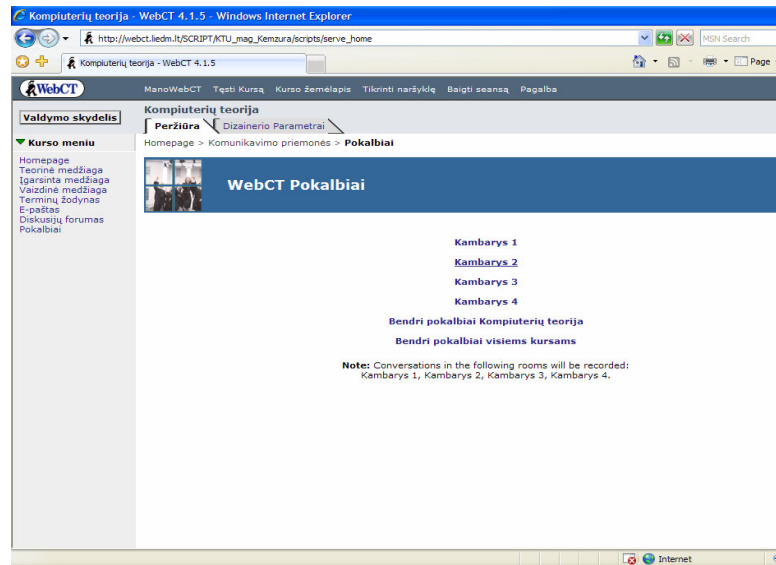 Kompiuterių teorija - WebCT 4.1.5 - Windows Internet Explorer
http://webct.liedm.lt/SCRIPT/KTU_mag_Kemzura/scripts/serve_home
MSN Search
Kompiuterių teorija - WebCT 4.1.5
Page
WebCT
ManoWebCT Tęsti Kursą Kurso žemėlapis Tikrinti naršyklę Baigti seansą Pagalba
Valdymo skydelis
Kompiuterių teorija
Peržiūra Dizainerio Parametrai
Kurso meniu
Homepage > Komunikavimo priemonės > Pokalbiai
Homepage
Teorinė medžiaga
Įgarsinta medžiaga
Vaizdinė medžiaga
Terminų žodynas
E-paštas
Diskusijų forumas
Pokalbiai
WebCT Pokalbiai
Kambarys 1
Kambarys 2
Kambarys 3
Kambarys 4
Bendri pokalbiai Kompiuterių teorija
Bendri pokalbiai visiems kursams
Note: Conversations in the following rooms will be recorded:
Kambarys 1, Kambarys 2, Kambarys 3, Kambarys 4.
Internet